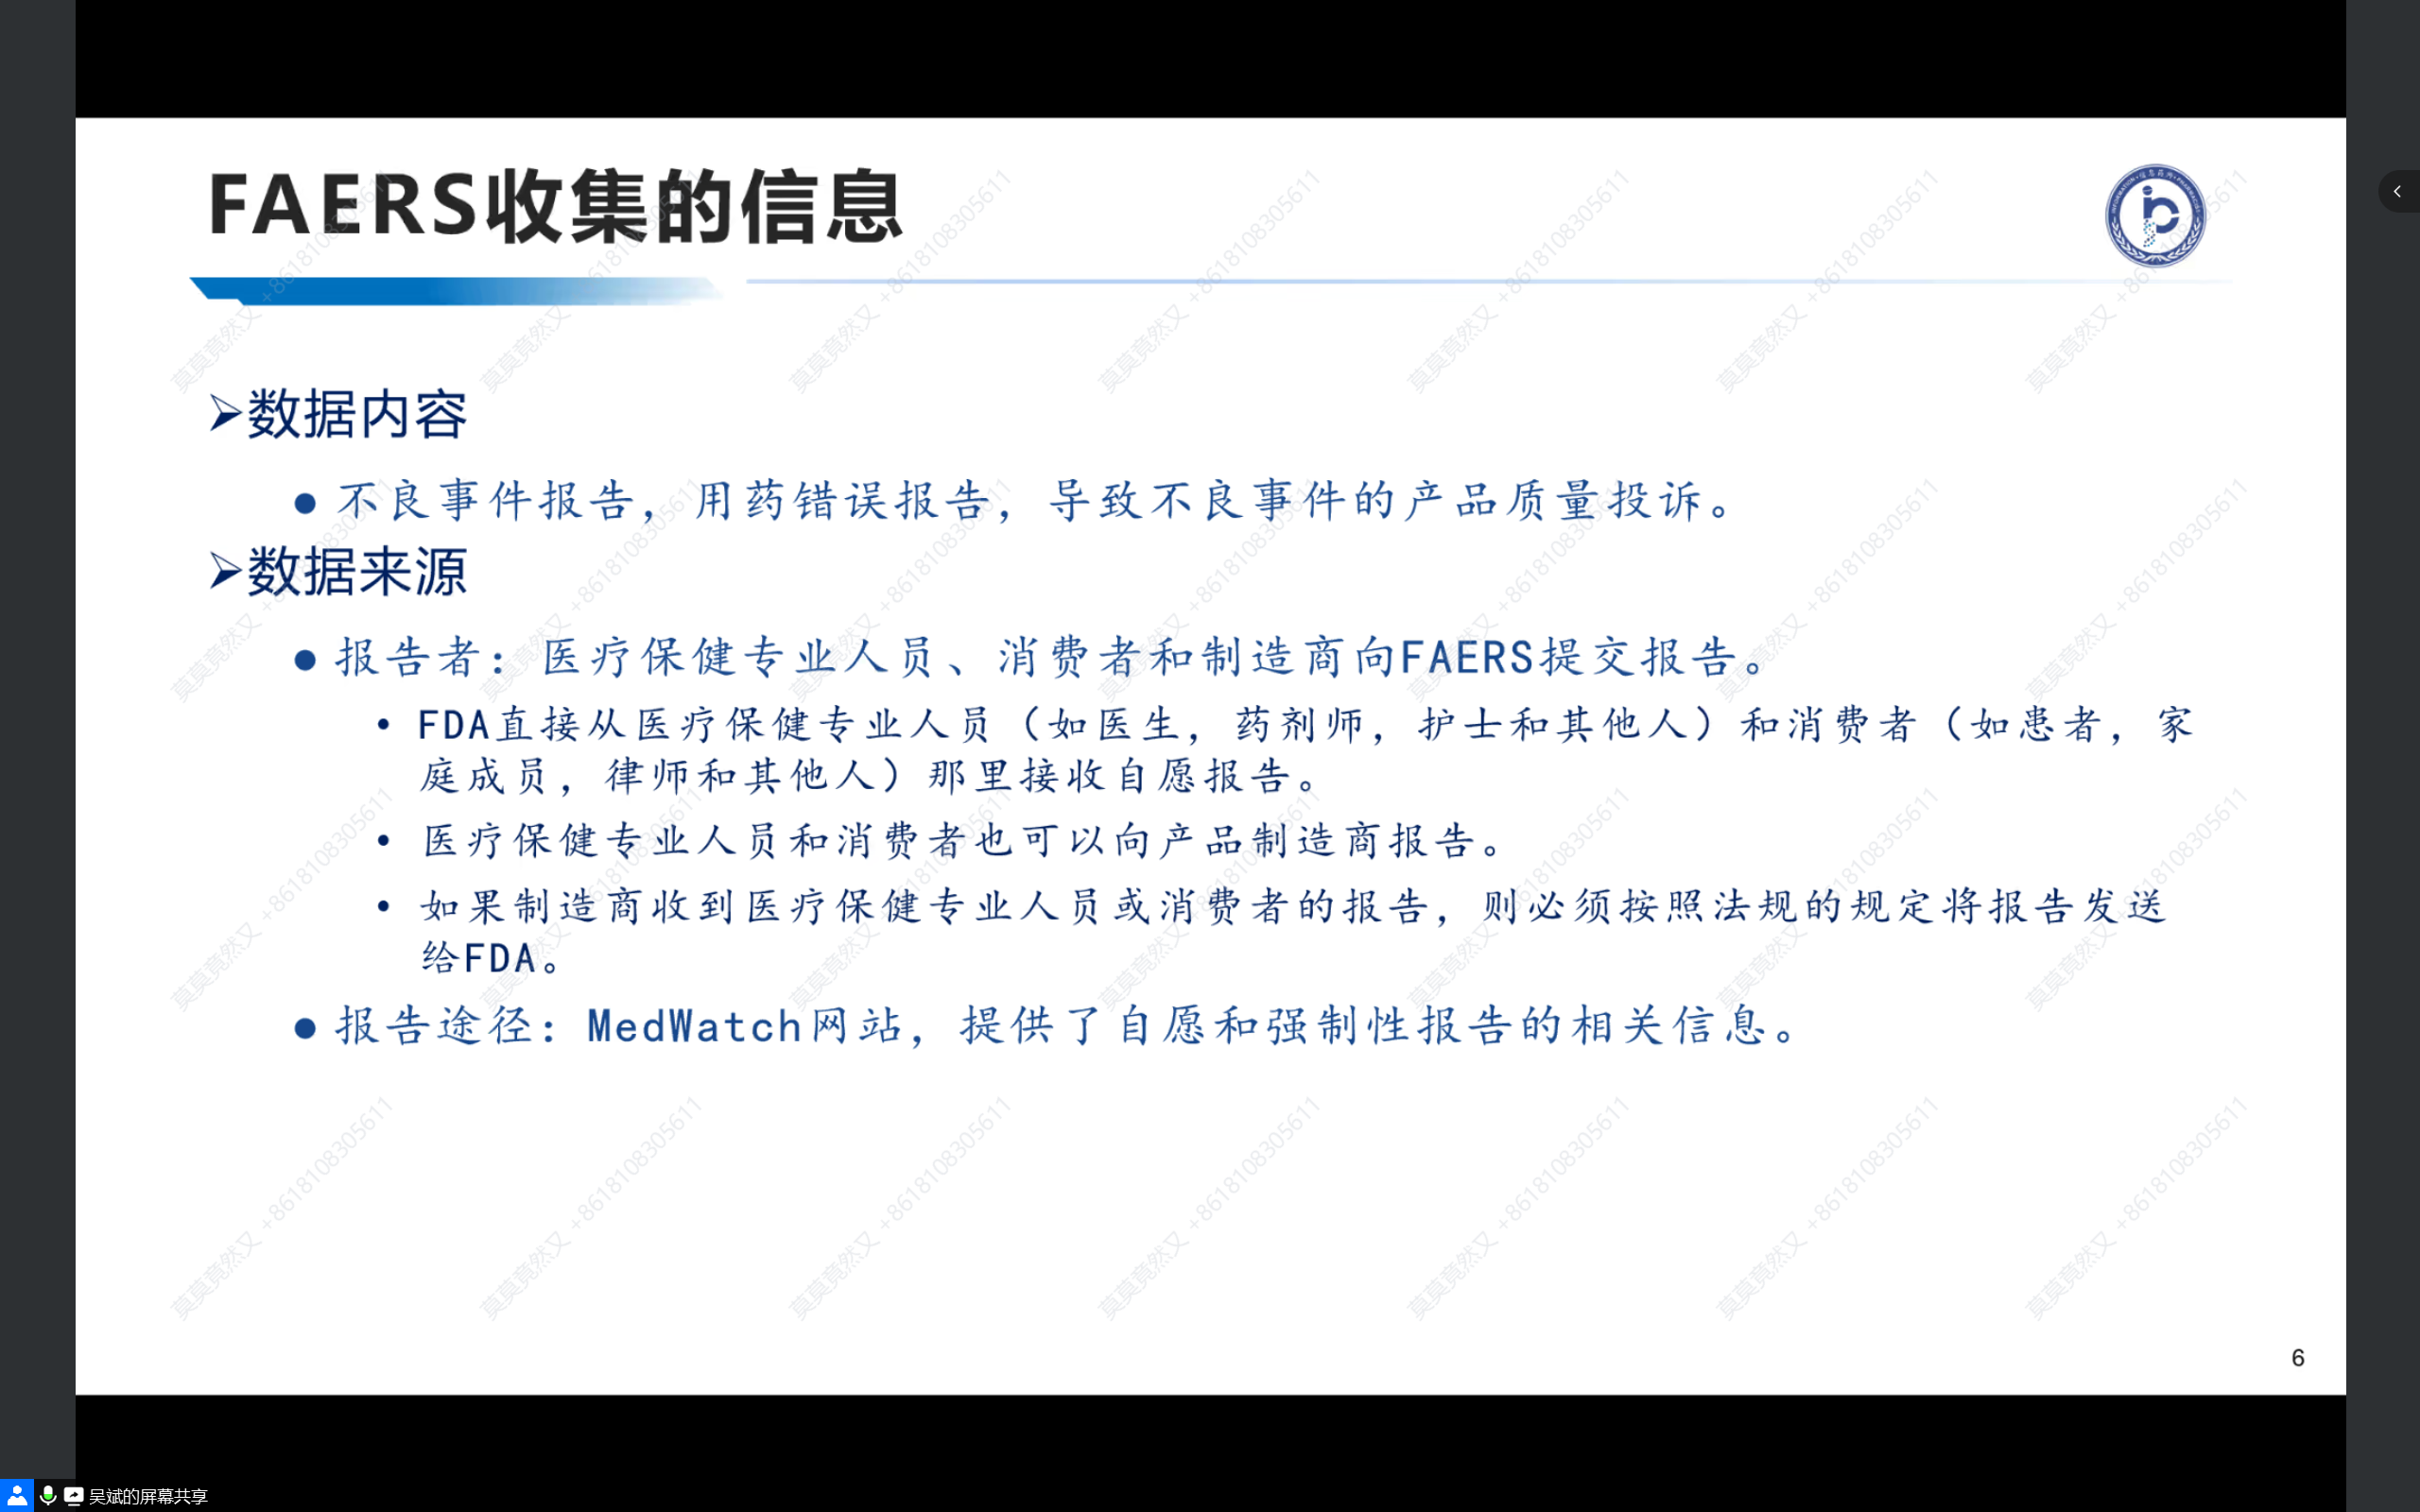 FAERS收集的信息
➢数据内容
● 不良事件报告，用药错误报告，导致不良事件的产品质量投诉。
➢数据来源
● 报告者：医疗保健专业人员、消费者和制造商向FAERS提交报告。
• FDA直接从医疗保健专业人员（如医生，药剂师，护士和其他人）和消费者（如患者，家
庭成员，律师和其他人）那里接收自愿报告。
• 医疗保健专业人员和消费者也可以向产品制造商报告。
• 如果制造商收到医疗保健专业人员或消费者的报告，则必须按照法规的规定将报告发送
给FDA。
● 报告途径：MedWatch网站，提供了自愿和强制性报告的相关信息。
莫莫竟然又 +8618108305611
6
吴斌的屏幕共享